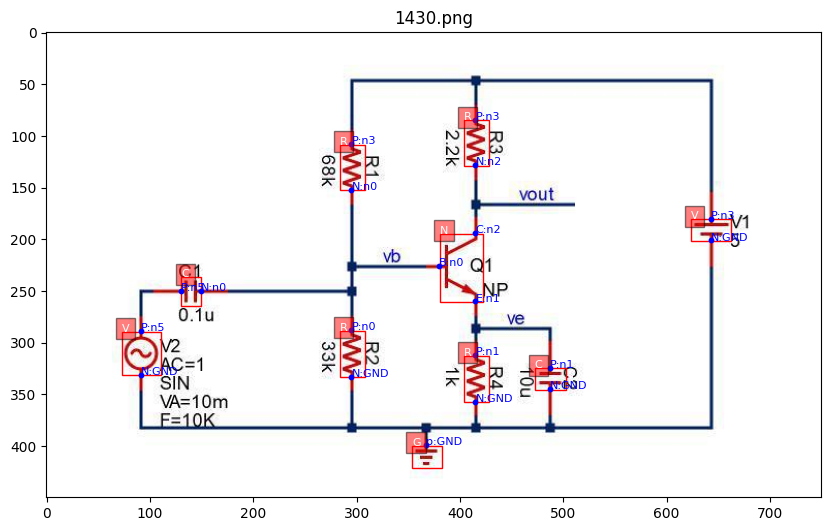 1430.png
0
50
100
150
200
250
300
350
400
0
100
200
300
400
500
600
700
R
P:n3
R1
68k
N:n0
R
P:n3
R3
2.2k
N:n2
vout
V
P:n3
V1
N:GND
5
N
C:n2
vb
B:n0
Q1
NP
E:n1
C
C1
P:n5
N:n0
0.1u
V
P:n5
V2
N:GND
AC=1
SIN
VA=10m
F=10K
R
P:n0
R2
33k
N:GND
ve
R
P:n1
R4
1k
N:GND
C
P:n1
10u
N:GND
G
p:GND